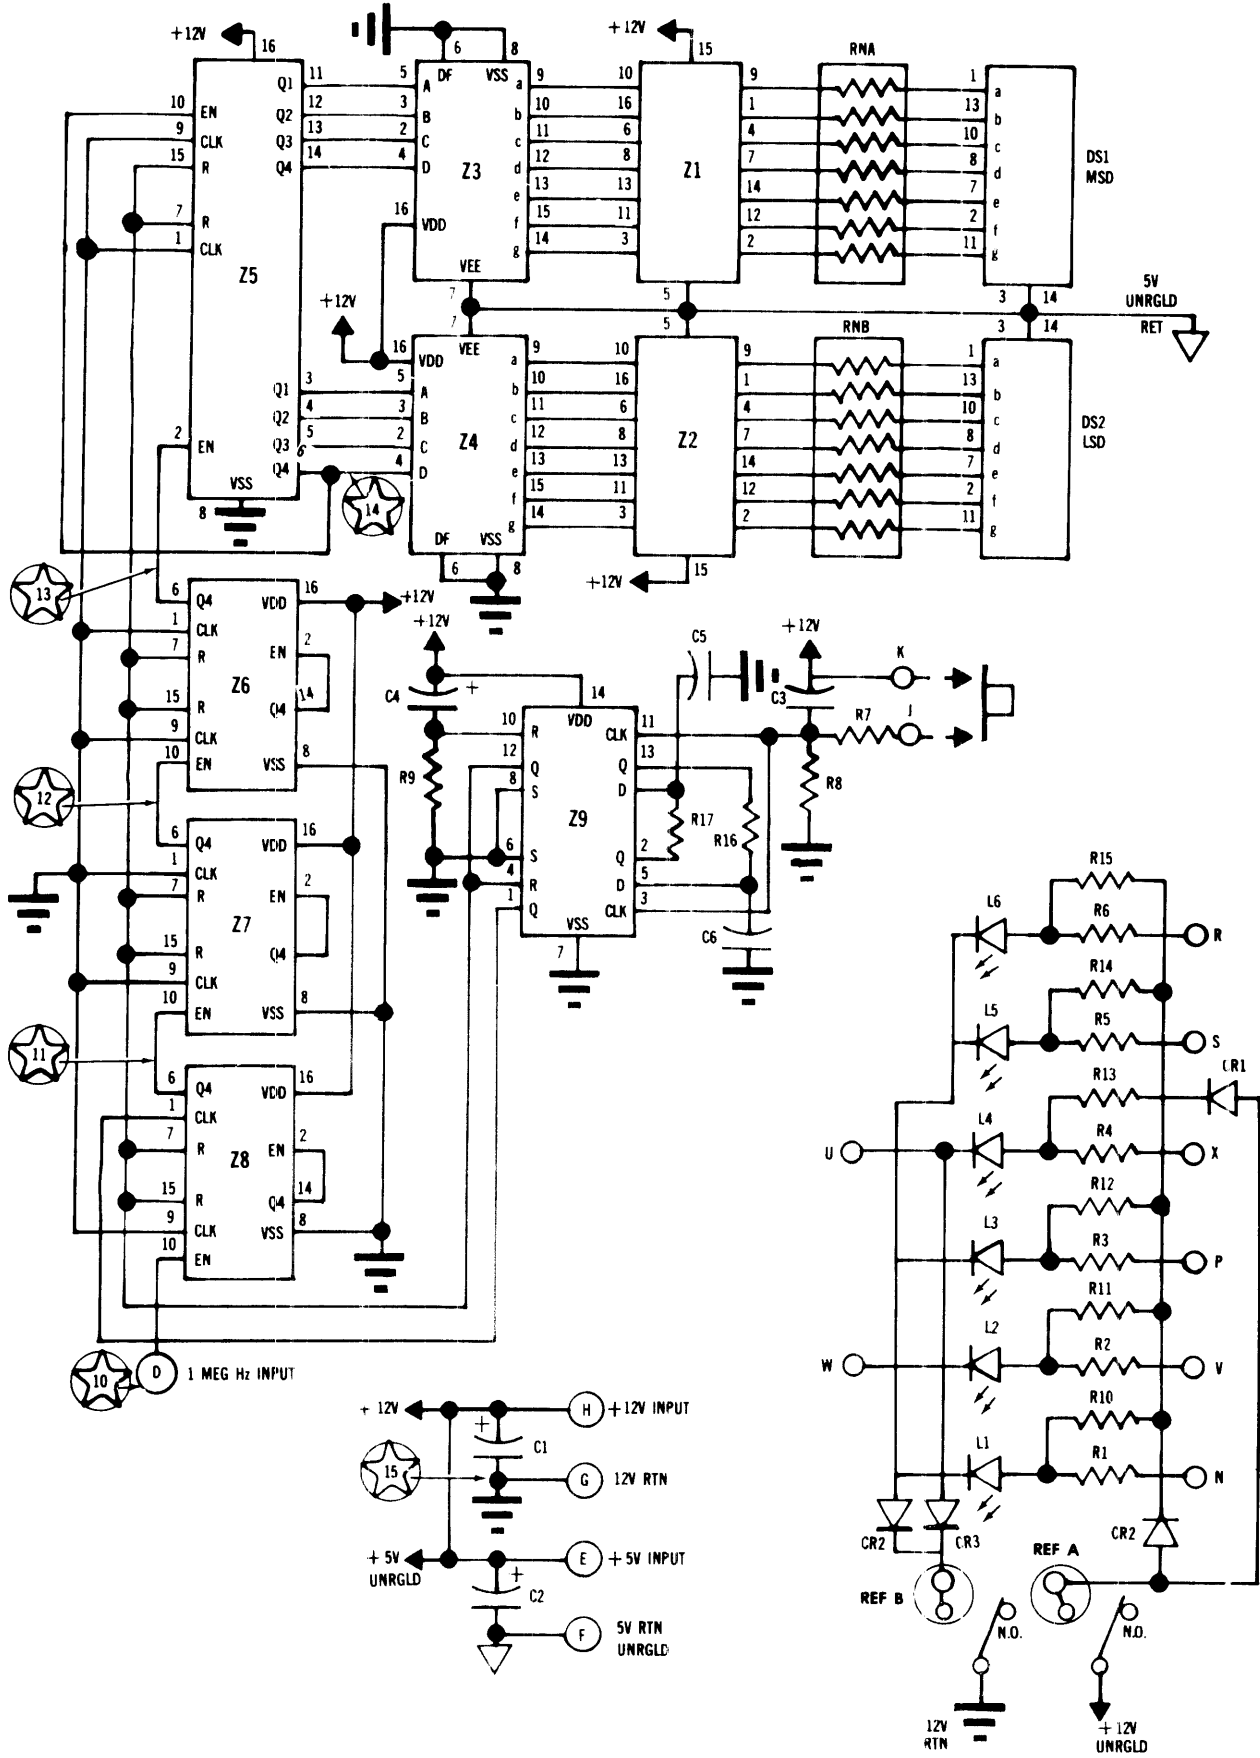 +12V
16
6
8
+12V
15
RNA
Q1 11 5 A DF VSS a 9 10 9 1 a
10 EN Q2 12 3 B b 10 16 1 13 b
9 CLK Q3 13 2 C c 11 6 4 10 c
15 R Q4 14 4 D Z3 d 12 8 Z1 7 8 d
DS1
MSD
e 13 13 14 7 e
7 R 16 VDD f 15 11 12 2 f
1 CLK g 14 3 2 11 g
Z5
VEE
7
5
3 14
5V
UNRGLD
RET
+12V
7
5
3 14
RNB
16 VDD VEE a 9 10 9 1 a
Q1 3 5 A b 10 16 1 13 b
Q2 4 3 B c 11 6 4 10 c
2 EN Q3 5 2 C Z4 d 12 8 Z2 7 8 d
DS2
LSD
Q4 6 4 D e 13 13 14 7 e
VSS
8
14
f 15 11 12 2 f
g 14 3 2 11 g
DF VSS
6 8
+12V 15
13
6 Q4 VDD 16 +12V
1 CLK
7 R EN 2
Z6
15 R Q4 14
9 CLK
10 EN VSS 8
12
+12V
C4 +
R9
14
VDD
10 R CLK 11
12 Q Q 13
8 S D
Z9
6 S Q 2
4 R D 5
1 Q CLK 3
VSS
7
C5
R17
R16
C6
+12V
C3
R7
R8
K
J
6 Q4 VDD 16
1 CLK
7 R EN 2
Z7
15 R Q4
9 CLK
10 EN VSS 8
11
6 Q4 VDD 16
1 CLK
7 R EN 2
Z8
15 R Q4 14
9 CLK VSS 8
10 EN
10
D 1 MEG Hz INPUT
R15
L6 R6 R
R14
L5 R5 S
R13 CR1
U L4 R4 X
R12
L3 R3 P
R11
W L2 R2 V
R10
L1 R1 N
CR2 CR3
CR2
REF B
REF A
N.O.
N.O.
12V
RTN
+12V
UNRGLD
+ 12V H +12V INPUT
+ C1
15 G 12V RTN
+ 5V
UNRGLD
E +5V INPUT
+ C2
F 5V RTN
UNRGLD